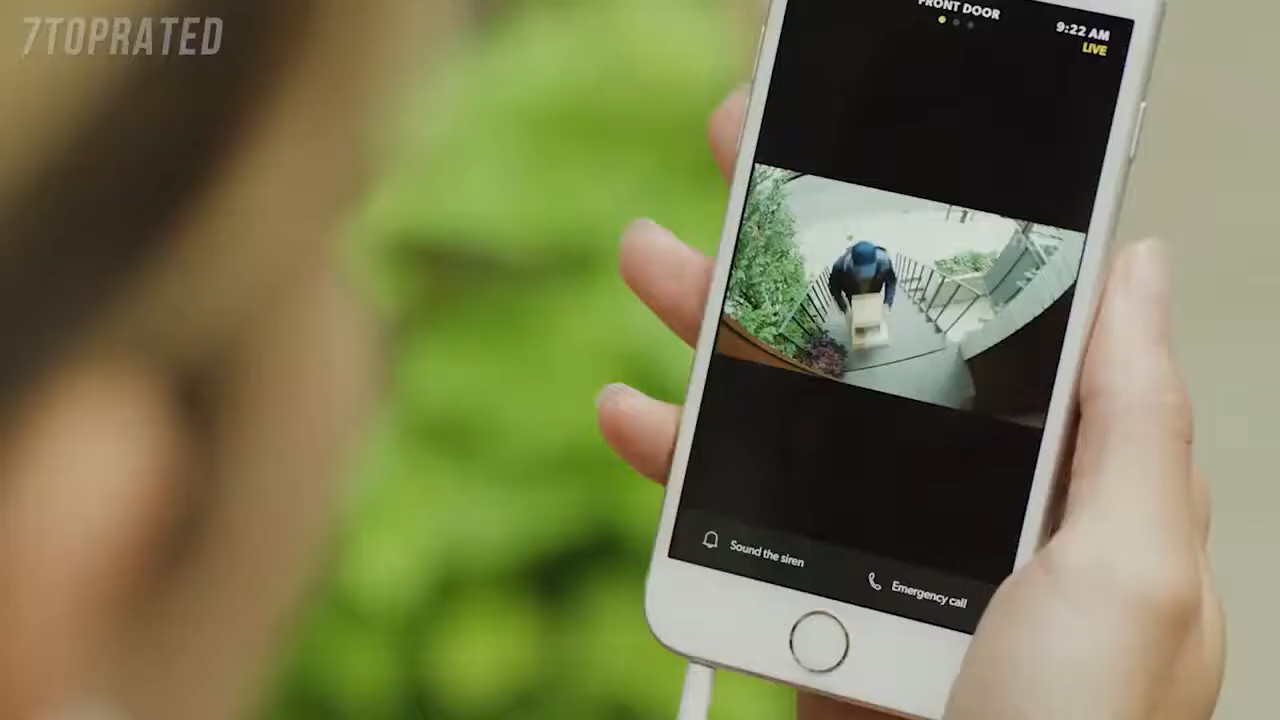 7TOPRATED
FRONT DOOR
9:22 AM
LIVE
Sound the siren
Emergency call